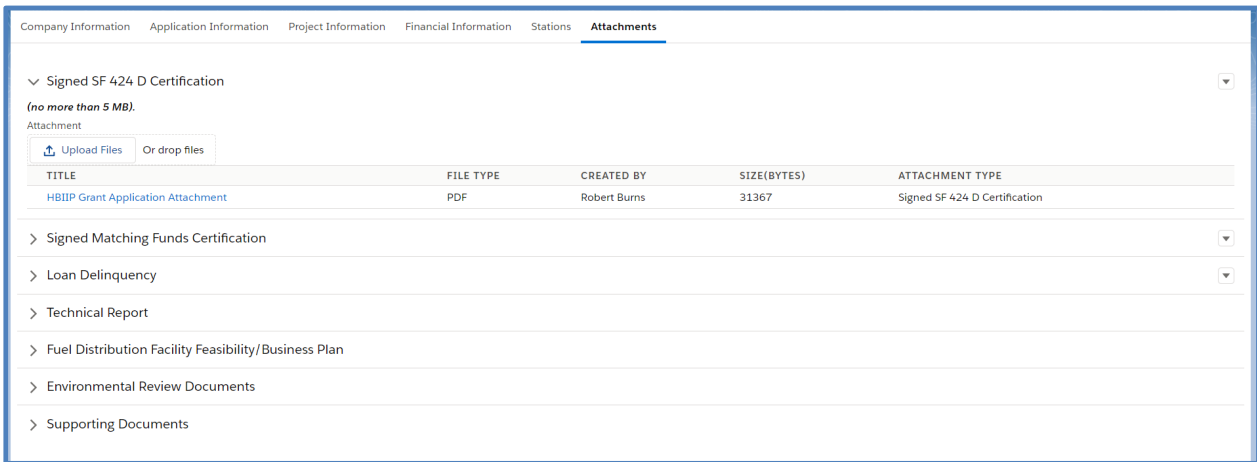 Company Information Application Information Project Information Financial Information Stations Attachments
Signed SF 424 D Certification
(no more than 5 MB).
Attachment
Upload Files Or drop files
TITLE FILE TYPE CREATED BY SIZE(BYTES) ATTACHMENT TYPE
HBIIP Grant Application Attachment PDF Robert Burns 31367 Signed SF 424 D Certification
Signed Matching Funds Certification
Loan Delinquency
Technical Report
Fuel Distribution Facility Feasibility/Business Plan
Environmental Review Documents
Supporting Documents